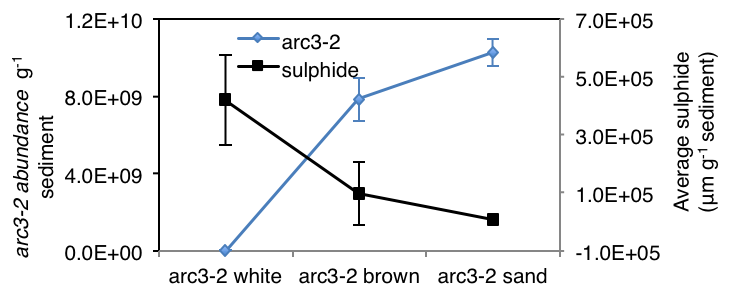 1.2E+10
8.0E+09
4.0E+09
0.0E+00
arc3-2 abundance g-1
sediment
arc3-2
sulphide
7.0E+05
5.0E+05
3.0E+05
1.0E+05
-1.0E+05
Average sulphide
(µm g-1 sediment)
arc3-2 white arc3-2 brown arc3-2 sand